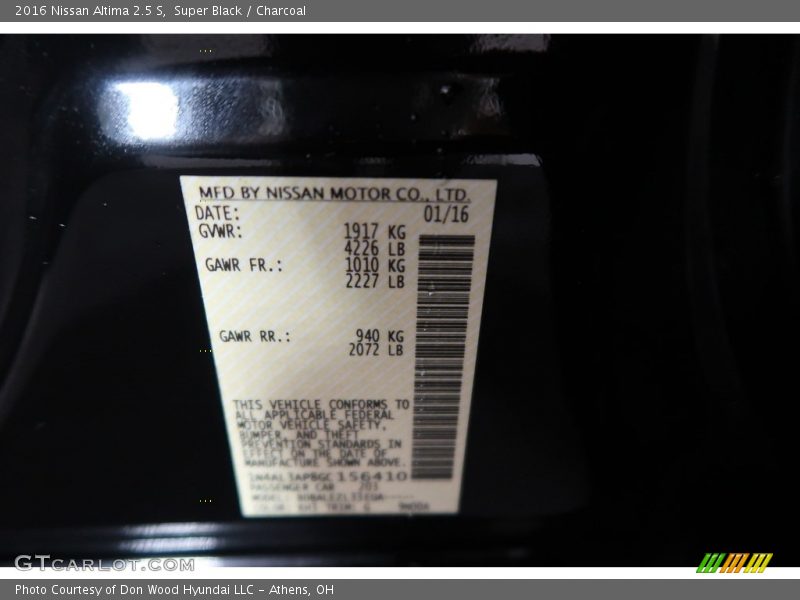 2016 Nissan Altima 2.5 S, Super Black / Charcoal
MFD BY NISSAN MOTOR CO., LTD.
DATE: 01/16
GVWR: 1917 KG
4226 LB
GAWR FR.: 1010 KG
2227 LB
GAWR RR.: 940 KG
2072 LB
THIS VEHICLE CONFORMS TO
ALL APPLICABLE FEDERAL
MOTOR VEHICLE SAFETY,
BUMPER, AND THEFT
PREVENTION STANDARDS IN
EFFECT ON THE DATE OF
MANUFACTURE SHOWN ABOVE.
1N4AL3AP8GC156410
PASSENGER CAR
MODEL:
TRIM: G
GTCARLOT.COM
Photo Courtesy of Don Wood Hyundai LLC - Athens, OH